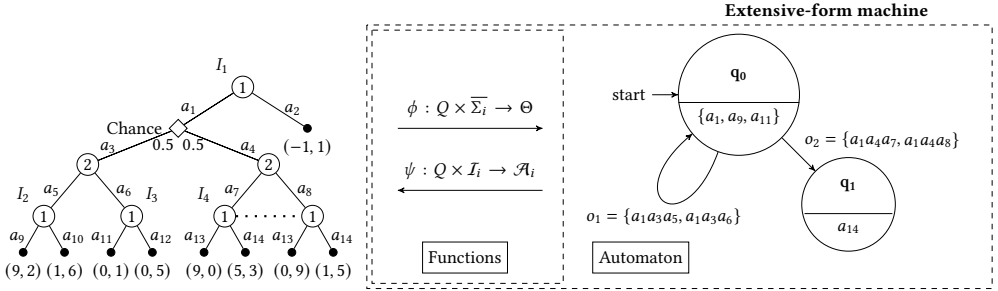 Extensive-form machine
I₁
1
a₁
a₂
Chance
0.5 0.5
(−1, 1)
a₃
a₄
2
2
I₂
a₅
a₆
I₃
I₄
a₇
a₈
1
1
1
1
a₉
a₁₀
a₁₁
a₁₂
a₁₃
a₁₄
a₁₃
a₁₄
(9, 2) (1, 6) (0, 1) (0, 5) (9, 0) (5, 3) (0, 9) (1, 5)
ϕ : Q × Σᵢ̅ → Θ
ψ : Q × Iᵢ → 𝒜ᵢ
Functions
start
q₀
{a₁, a₉, a₁₁}
o₂ = {a₁a₄a₇, a₁a₄a₈}
q₁
a₁₄
o₁ = {a₁a₃a₅, a₁a₃a₆}
Automaton